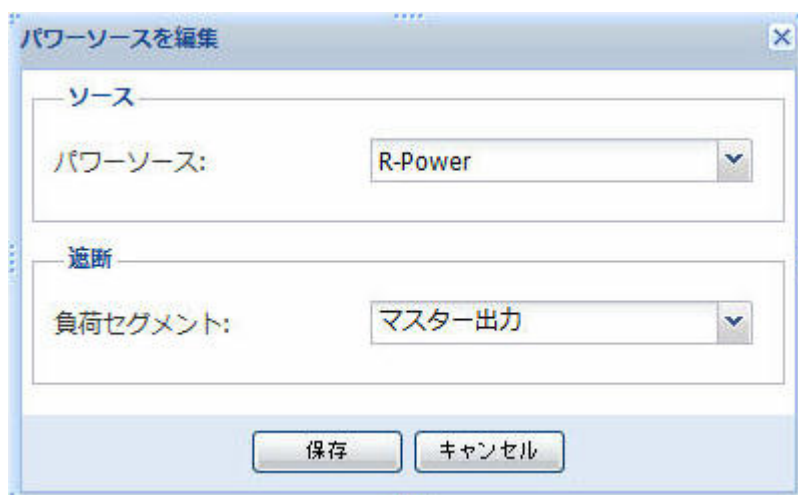 パワーソースを編集
ソース
パワーソース:
R-Power
遮断
負荷セグメント:
マスター出力
保存
キャンセル